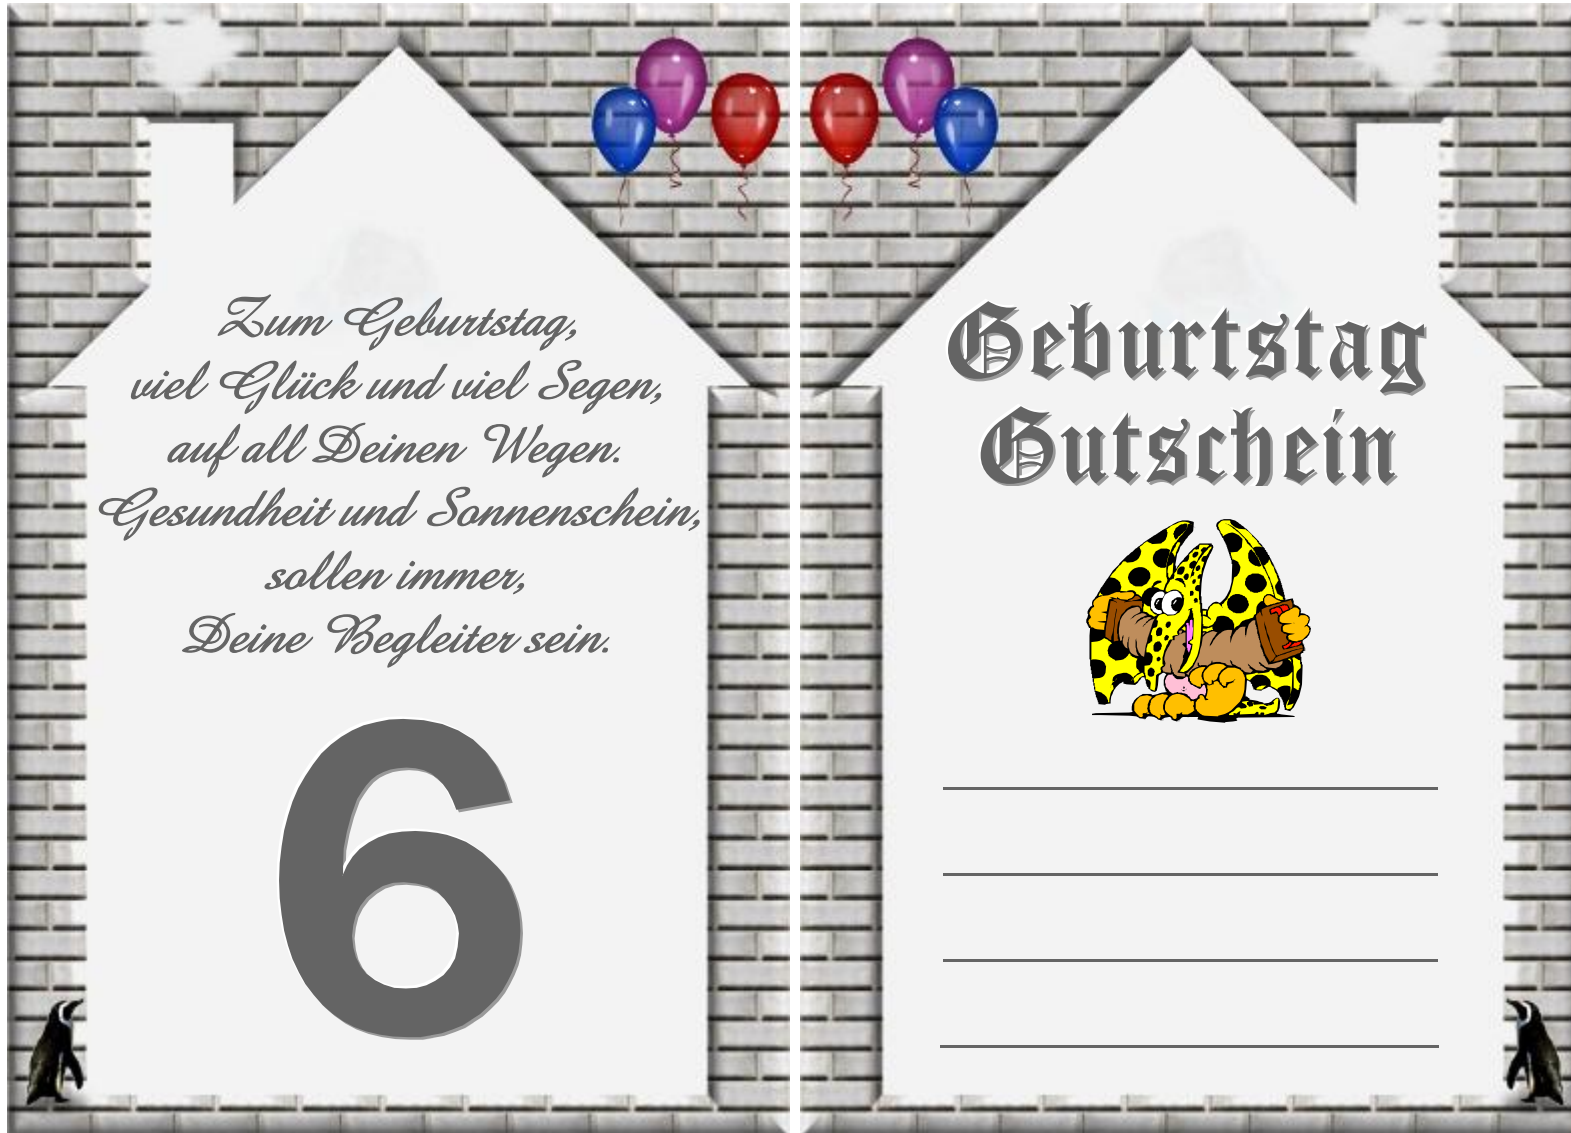 Zum Geburtstag,
viel Glück und viel Segen,
auf all Deinen Wegen.
Gesundheit und Sonnenschein,
sollen immer,
Deine Begleiter sein.
6
Geburtstag
Gutschein